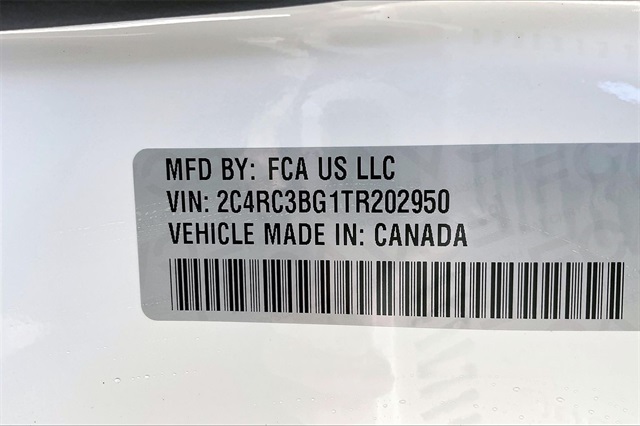 MFD BY: FCA US LLC
VIN: 2C4RC3BG1TR202950
VEHICLE MADE IN: CANADA